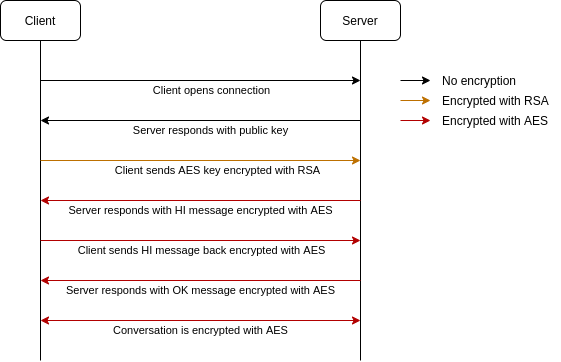 Client
Server
Client opens connection
Server responds with public key
Client sends AES key encrypted with RSA
Server responds with HI message encrypted with AES
Client sends HI message back encrypted with AES
Server responds with OK message encrypted with AES
Conversation is encrypted with AES
No encryption
Encrypted with RSA
Encrypted with AES